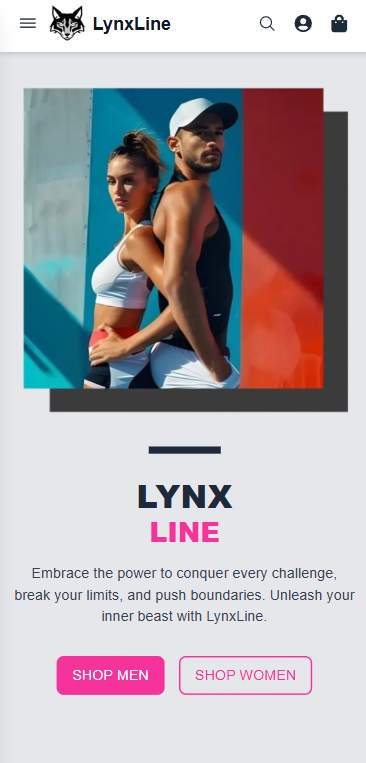 LynxLine
LYNX
LINE
Embrace the power to conquer every challenge,
break your limits, and push boundaries. Unleash your
inner beast with LynxLine.
SHOP MEN
SHOP WOMEN